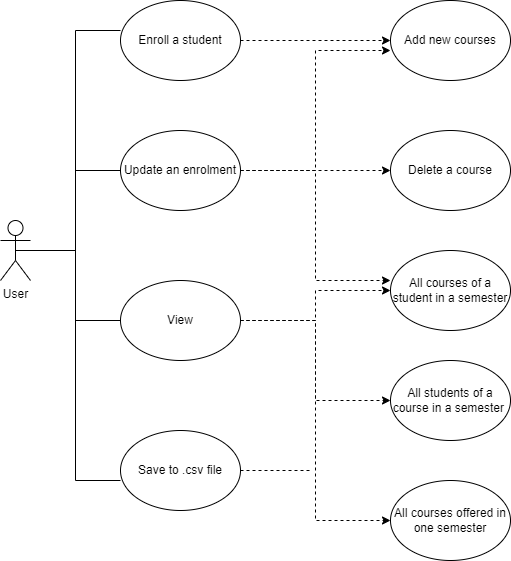 Enroll a student
Add new courses
Update an enrolment
Delete a course
User
All courses of a
student in a semester
View
All students of a
course in a semester
Save to .csv file
All courses offered in
one semester